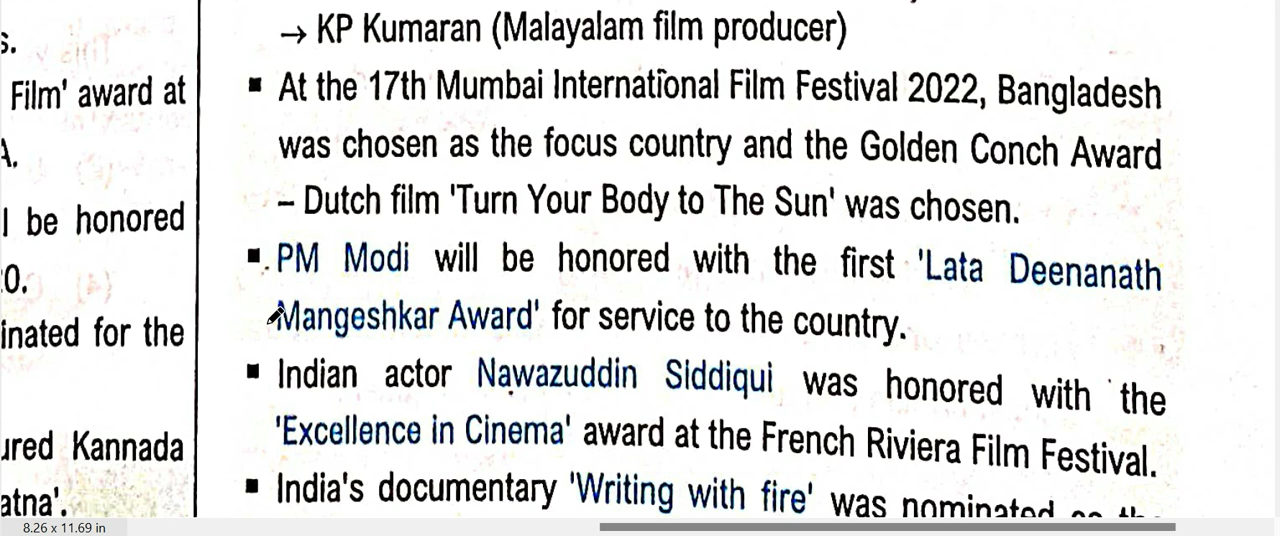 s.
Film' award at
A.
l be honored
0.
inated for the
ured Kannada
atna'.
→ KP Kumaran (Malayalam film producer)
▪ At the 17th Mumbai International Film Festival 2022, Bangladesh
was chosen as the focus country and the Golden Conch Award
– Dutch film 'Turn Your Body to The Sun' was chosen.
▪ PM Modi will be honored with the first 'Lata Deenanath
Mangeshkar Award' for service to the country.
▪ Indian actor Nawazuddin Siddiqui was honored with the
'Excellence in Cinema' award at the French Riviera Film Festival.
▪ India's documentary 'Writing with fire' was nominated as the
8.26 x 11.69 in